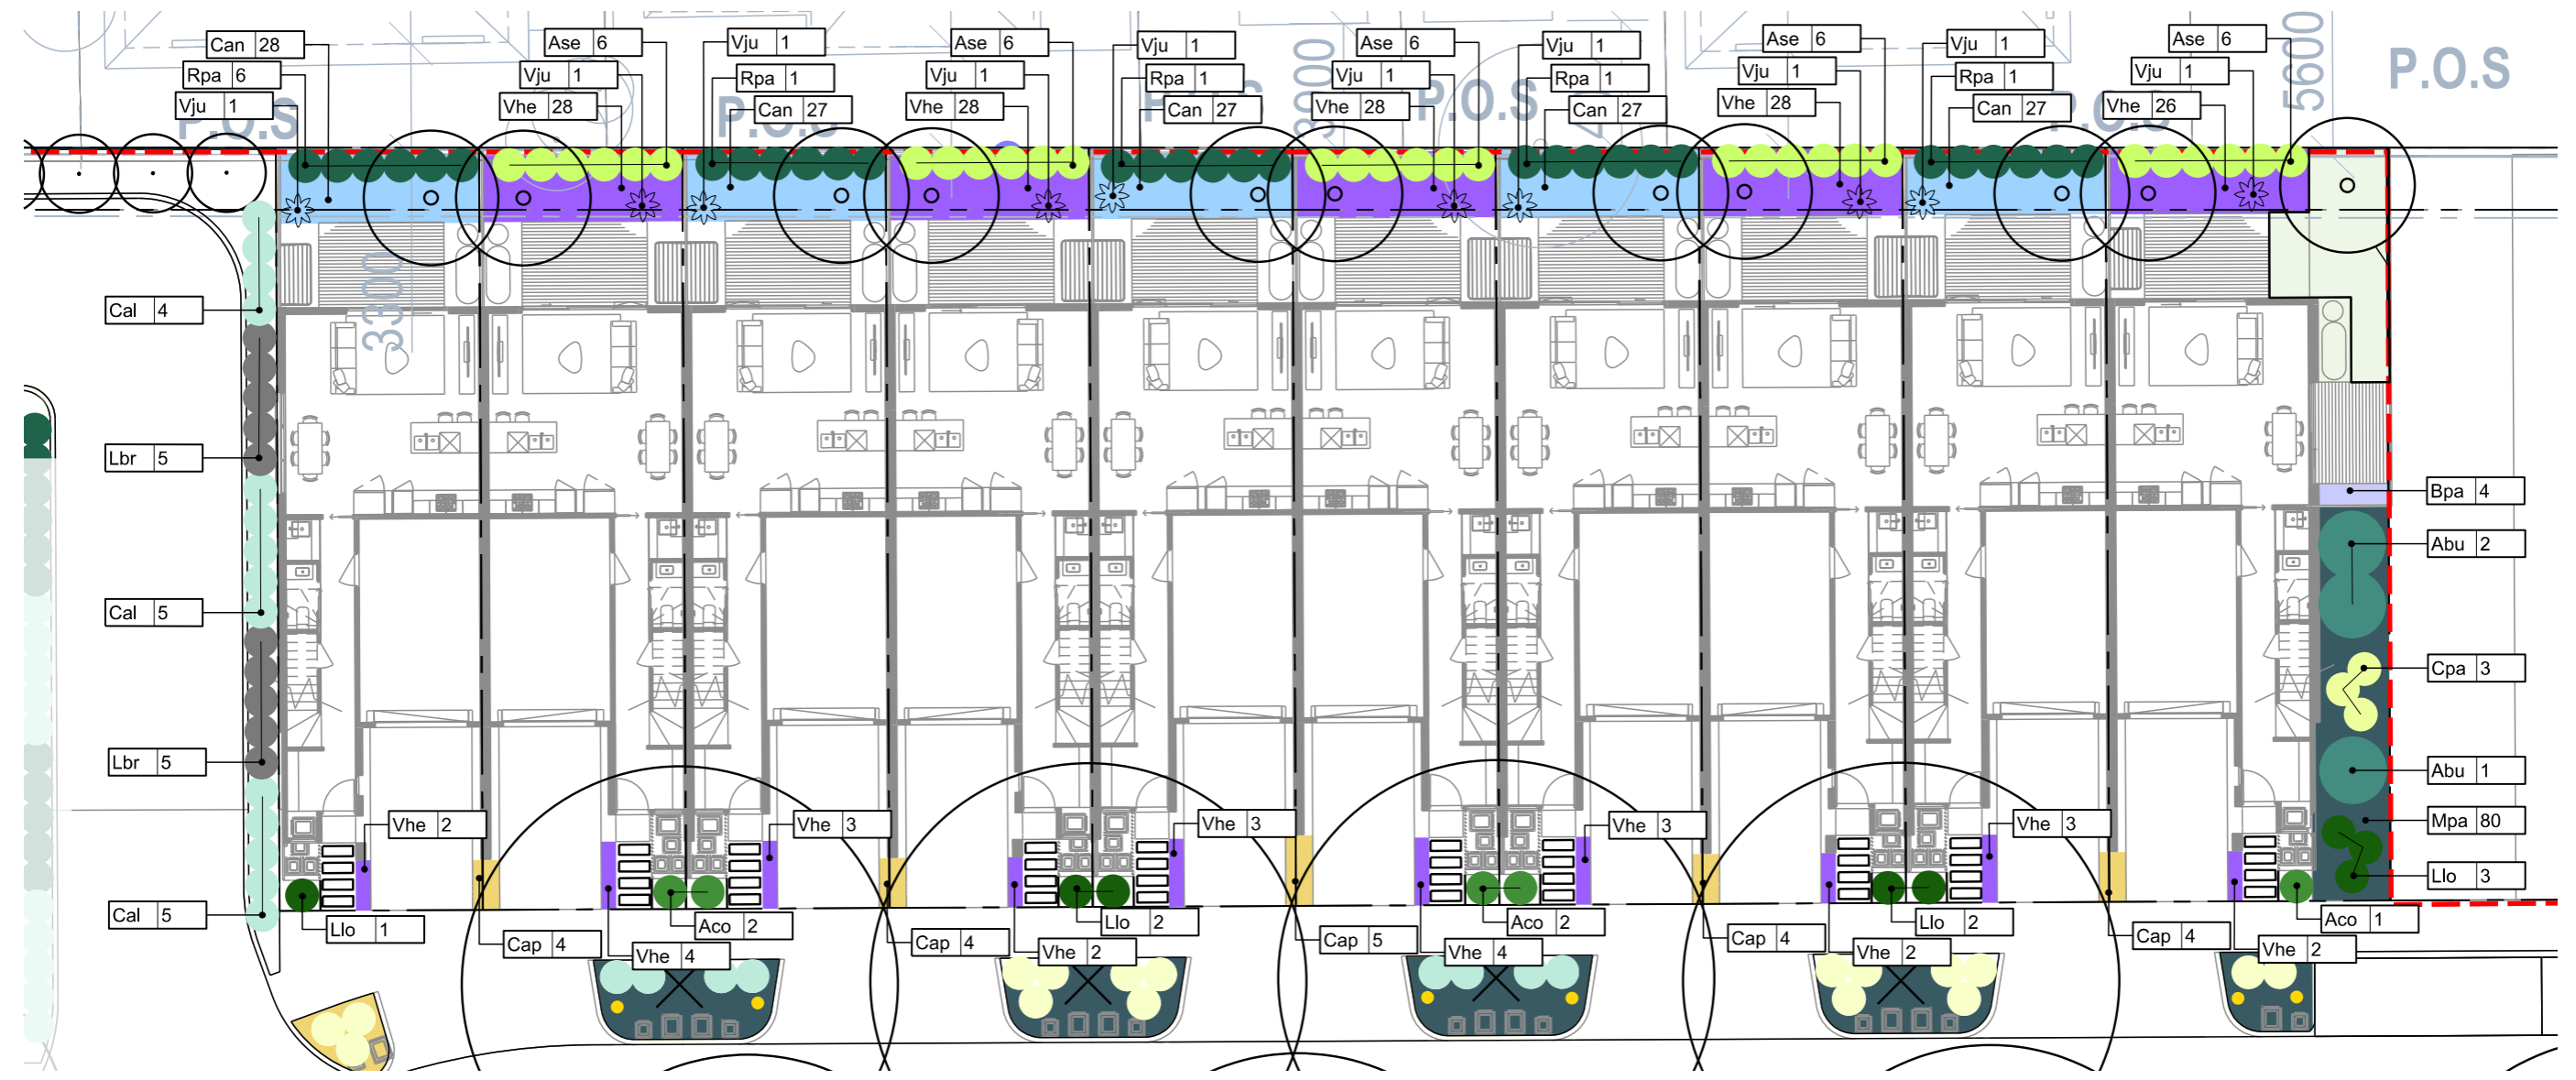 Can 28
Rpa 6
Vju 1
Ase 6
Vju 1
Vhe 28
Vju 1
Rpa 1
Can 27
Ase 6
Vju 1
Vhe 28
Vju 1
Rpa 1
Can 27
Ase 6
Vju 1
Vhe 28
Vju 1
Rpa 1
Can 27
Ase 6
Vju 1
Vhe 28
Vju 1
Rpa 1
Can 27
Ase 6
Vju 1
Vhe 26
P.O.S
P.O.S
P.O.S
P.O.S
P.O.S
P.O.S
5600
3300
Cal 4
Lbr 5
Cal 5
Lbr 5
Cal 5
Bpa 4
Abu 2
Cpa 3
Abu 1
Mpa 80
Llo 3
Vhe 2
Vhe 3
Vhe 3
Vhe 3
Vhe 3
Llo 1
Cap 4
Vhe 4
Aco 2
Cap 4
Vhe 2
Llo 2
Cap 5
Vhe 4
Aco 2
Cap 4
Vhe 2
Llo 2
Cap 4
Vhe 2
Aco 1